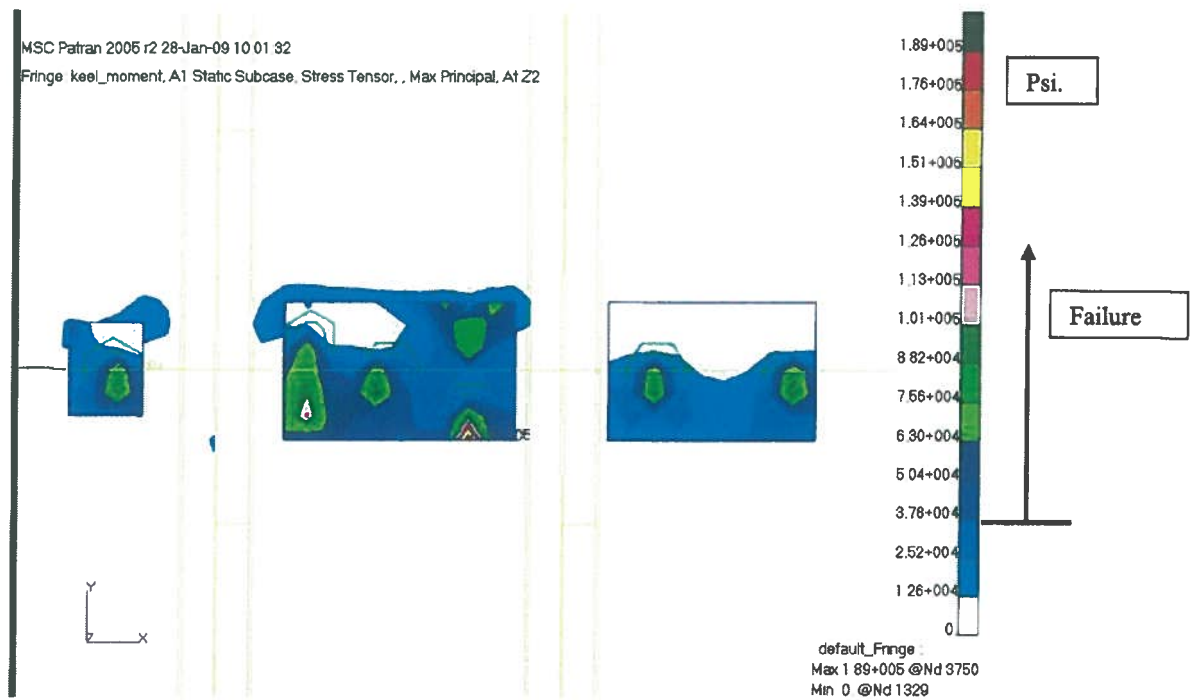 MSC Patran 2005 r2 28-Jan-09 10 01 32
Fringe keel_moment, A1 Static Subcase, Stress Tensor, , Max Principal, At Z2
1.89+005
1.76+005
1.64+005
1.51+005
1.39+005
1.26+005
1.13+005
1.01+005
8 82+004
7.56+004
6.30+004
5 04+004
3.78+004
2.52+004
1 26+004
0
Psi.
Failure
Y
Z
X
default_Fringe :
Max 1 89+005 @Nd 3750
Min 0 @Nd 1329